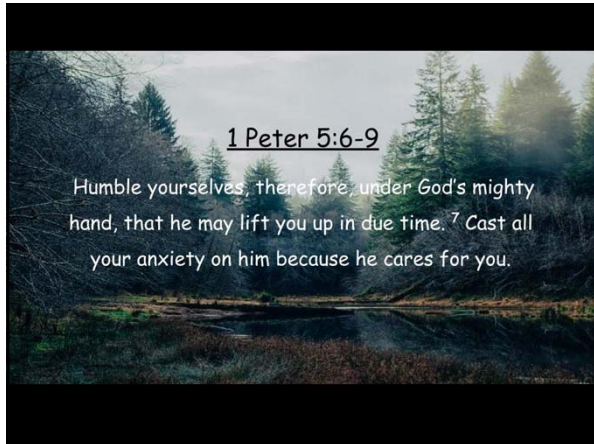 1 Peter 5:6-9
Humble yourselves, therefore, under God's mighty
hand, that he may lift you up in due time. 7 Cast all
your anxiety on him because he cares for you.